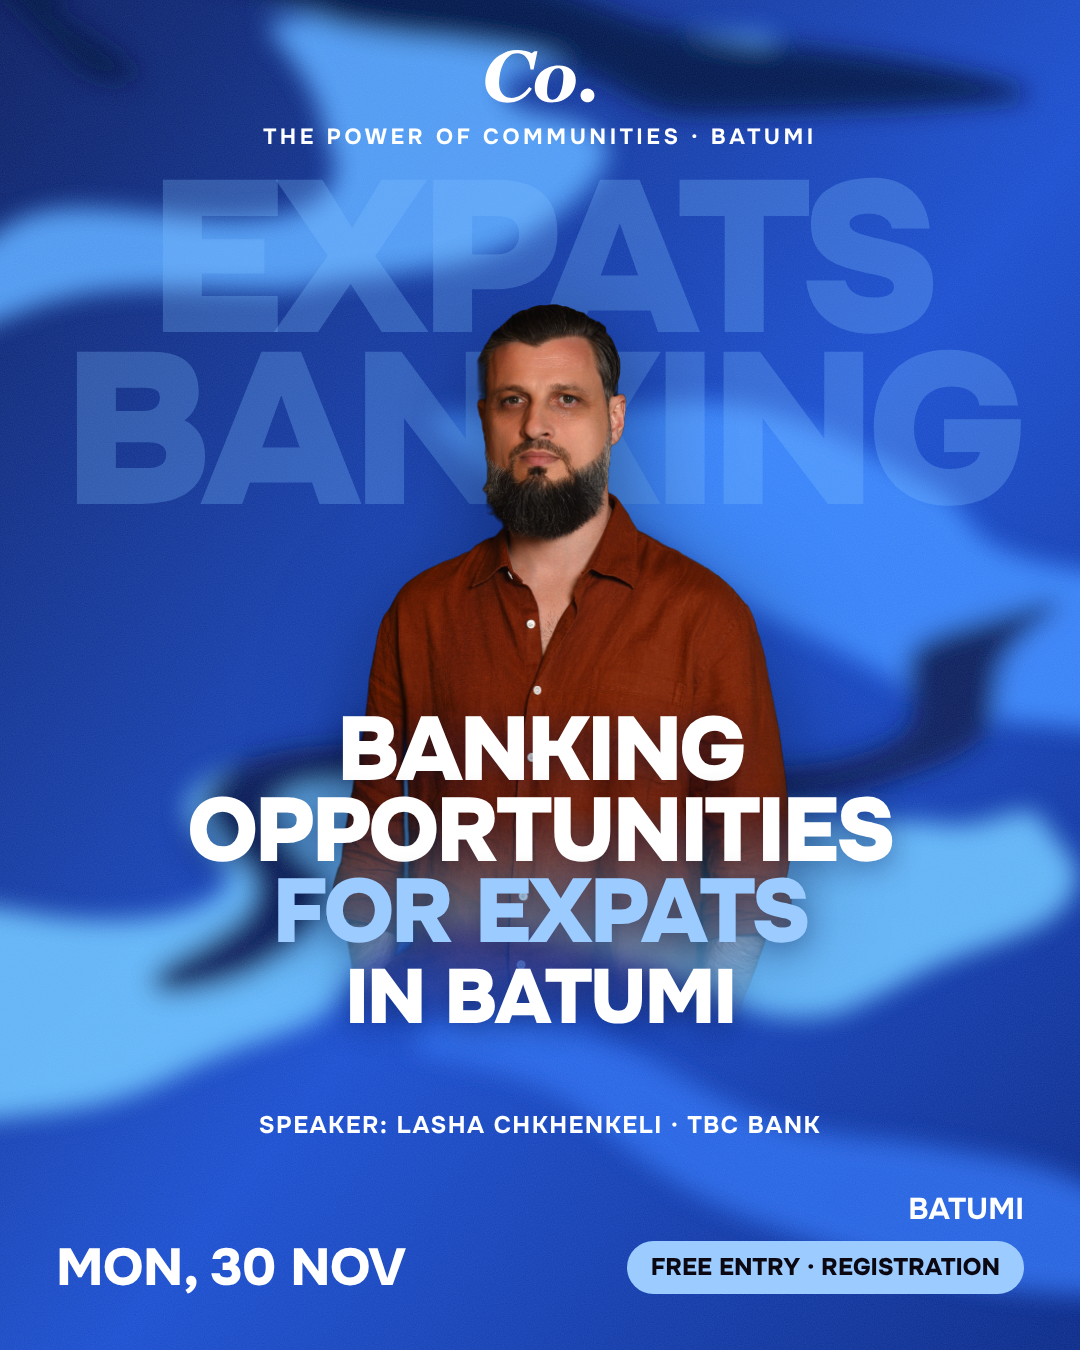 Co.
THE POWER OF COMMUNITIES · BATUMI
EXPATS
BANKING
BANKING
OPPORTUNITIES
FOR EXPATS
IN BATUMI
SPEAKER: LASHA CHKHENKELI · TBC BANK
BATUMI
MON, 30 NOV
FREE ENTRY · REGISTRATION